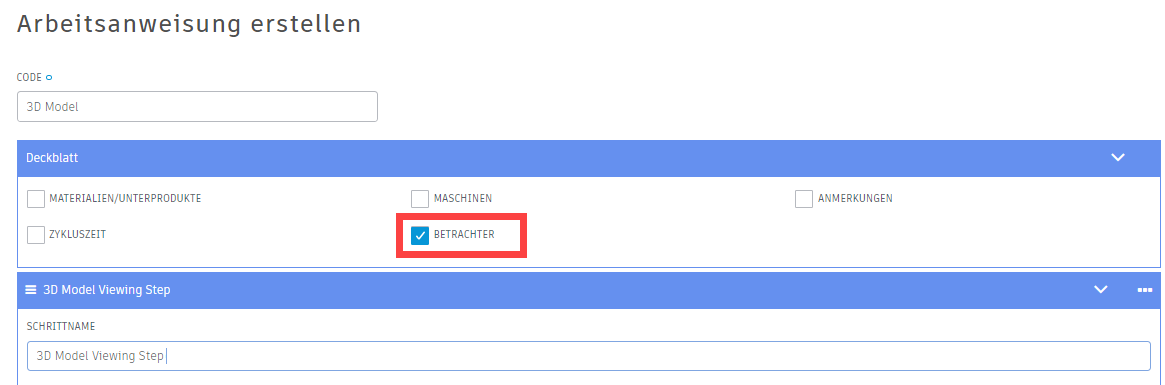 Arbeitsanweisung erstellen
CODE
3D Model
Deckblatt
MATERIALIEN/UNTERPRODUKTE MASCHINEN ANMERKUNGEN
ZYKLUSZEIT BETRACHTER
3D Model Viewing Step
SCHRITTNAME
3D Model Viewing Step